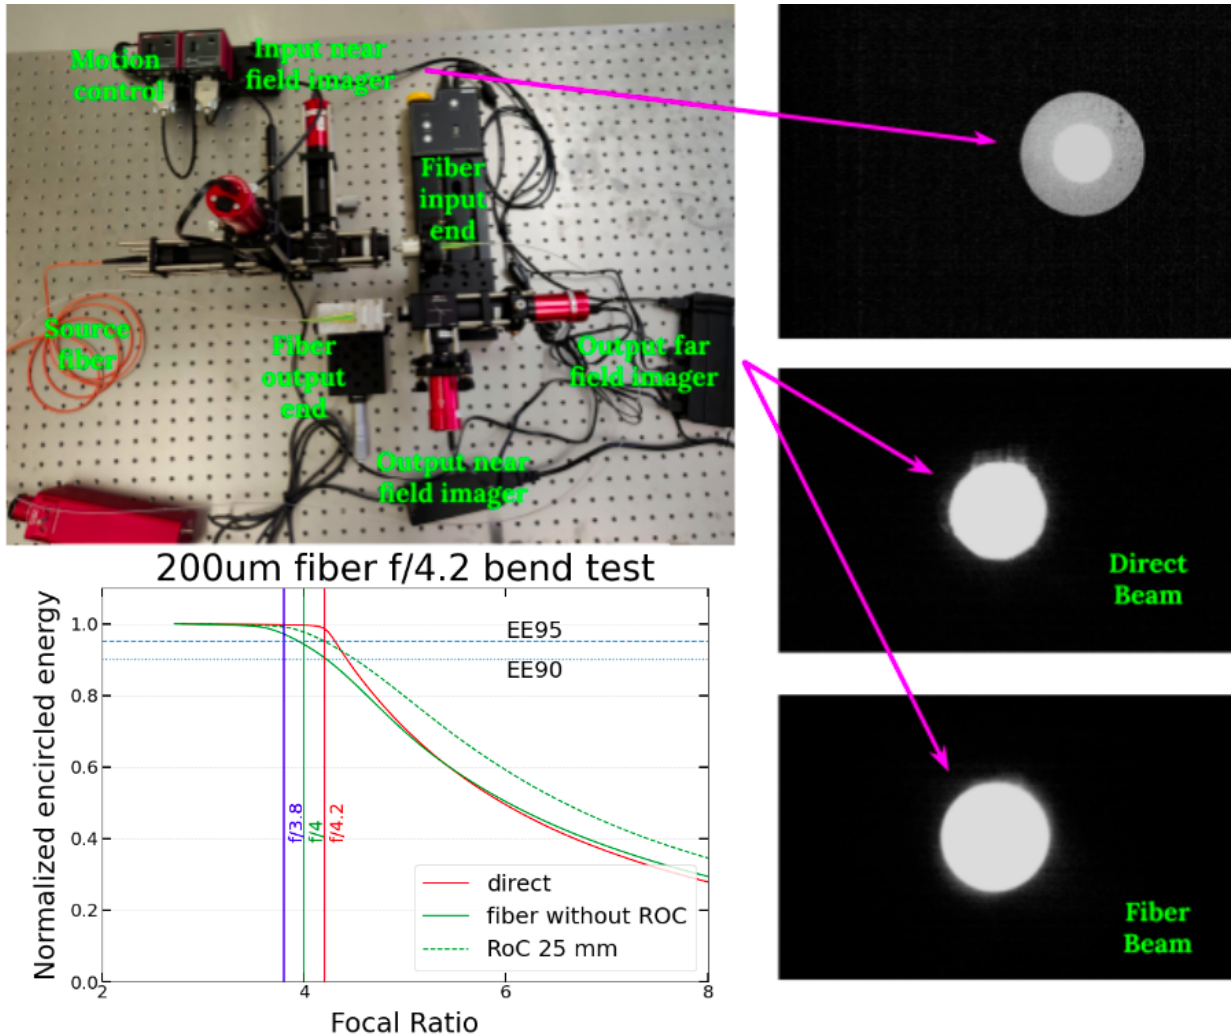 Motion
control
Input near
field imager
Fiber
input
end
Source
fiber
Fiber
output
end
Output far
field imager
Output near
field imager
Direct
Beam
Fiber
Beam
200um fiber f/4.2 bend test
Normalized encircled energy
1.0
0.8
0.6
0.4
0.2
0.0
EE95
EE90
f/3.8
f/4
f/4.2
direct
fiber without ROC
RoC 25 mm
2
4
6
8
Focal Ratio